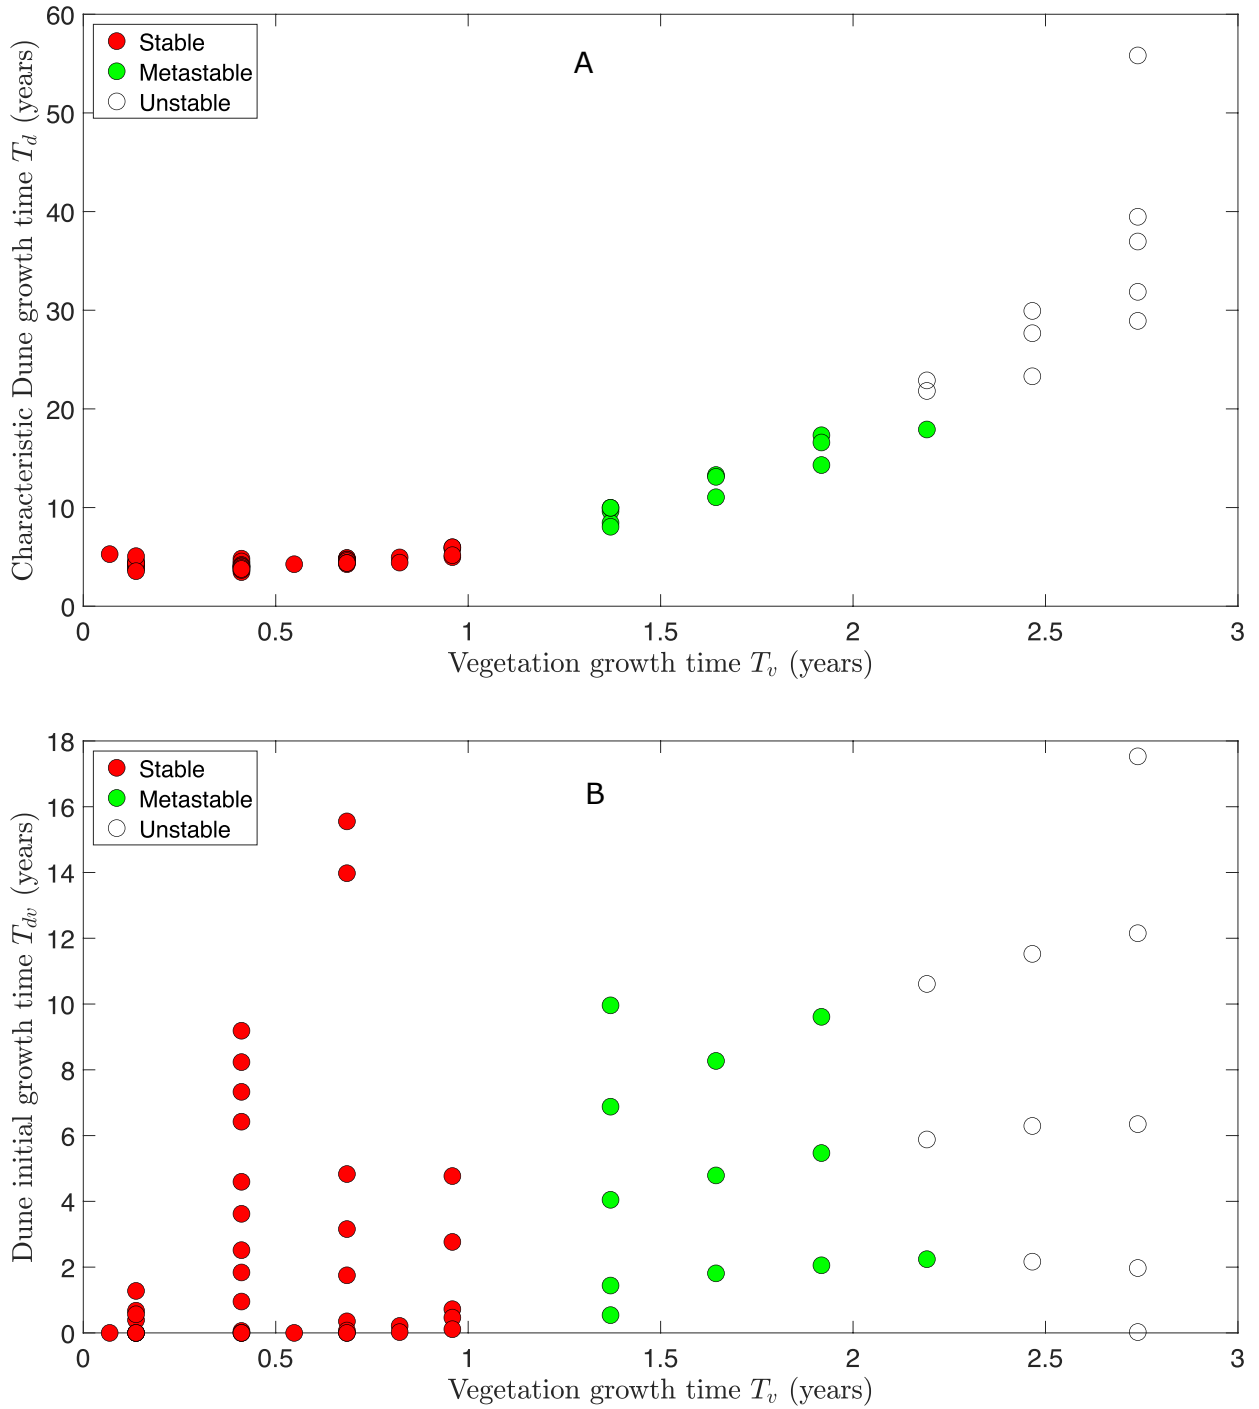 A
Stable
Metastable
Unstable
Characteristic Dune growth time T_d (years)
60
50
40
30
20
10
0
0 0.5 1 1.5 2 2.5 3
Vegetation growth time T_v (years)
B
Stable
Metastable
Unstable
Dune initial growth time T_dv (years)
18
16
14
12
10
8
6
4
2
0
0 0.5 1 1.5 2 2.5 3
Vegetation growth time T_v (years)